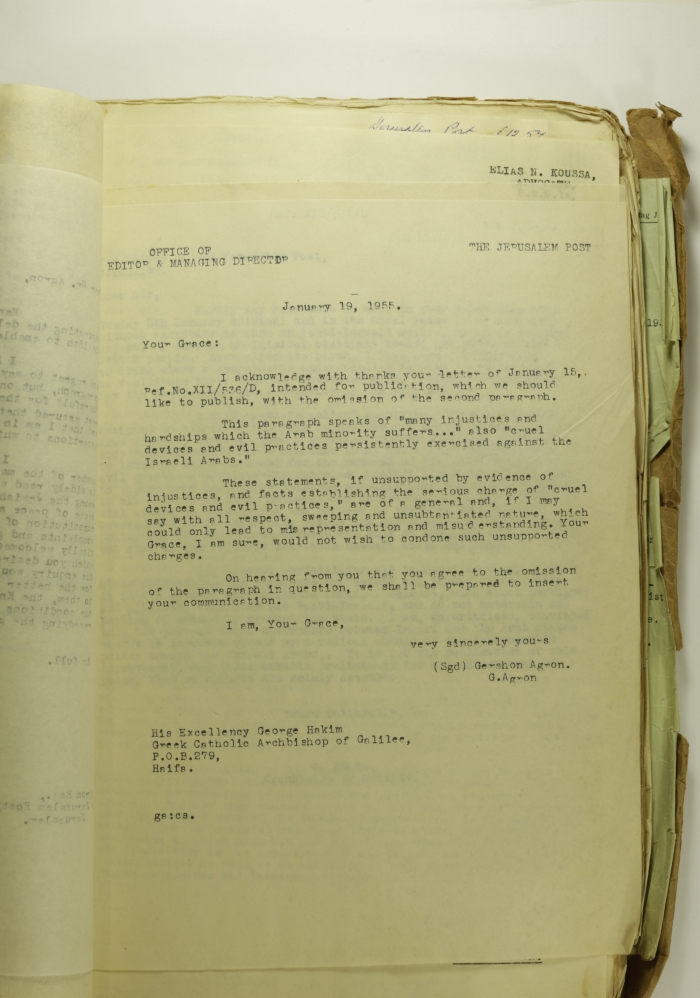 Jerusalem Post
ELIAS N. KOUSSA,
ADVOCATE
OFFICE OF
EDITOR & MANAGING DIRECTOR
THE JERUSALEM POST
January 19, 1955.
Your Grace:
I acknowledge with thanks your letter of January 15,
Ref.No.XII/536/D, intended for publication, which we should
like to publish, with the omission of the second paragraph.
This paragraph speaks of "many injustices and
hardships which the Arab minority suffers..." also "cruel
devices and evil practices persistently exercised against the
Israeli Arabs."
These statements, if unsupported by evidence of
injustices, and facts establishing the serious charge of "cruel
devices and evil practices," are of a general and, if I may
say with all respect, sweeping and unsubstantiated nature, which
could only lead to misrepresentation and misunderstanding. Your
Grace, I am sure, would not wish to condone such unsupported
charges.
On hearing from you that you agree to the omission
of the paragraph in question, we shall be prepared to insert
your communication.
I am, Your Grace,
very sincerely yours
(Sgd) Gershon Agron.
G.Agron
His Excellency George Hakim
Greek Catholic Archbishop of Galilee,
P.O.B.279,
Haifa.
ga:cs.
19.